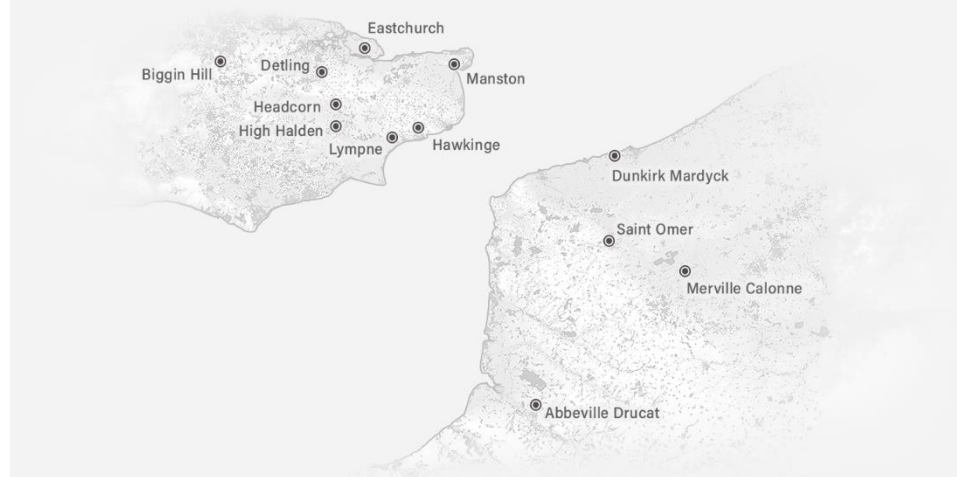 Eastchurch
Biggin Hill
Detling
Manston
Headcorn
High Halden
Lympne
Hawkinge
Dunkirk Mardyck
Saint Omer
Merville Calonne
Abbeville Drucat